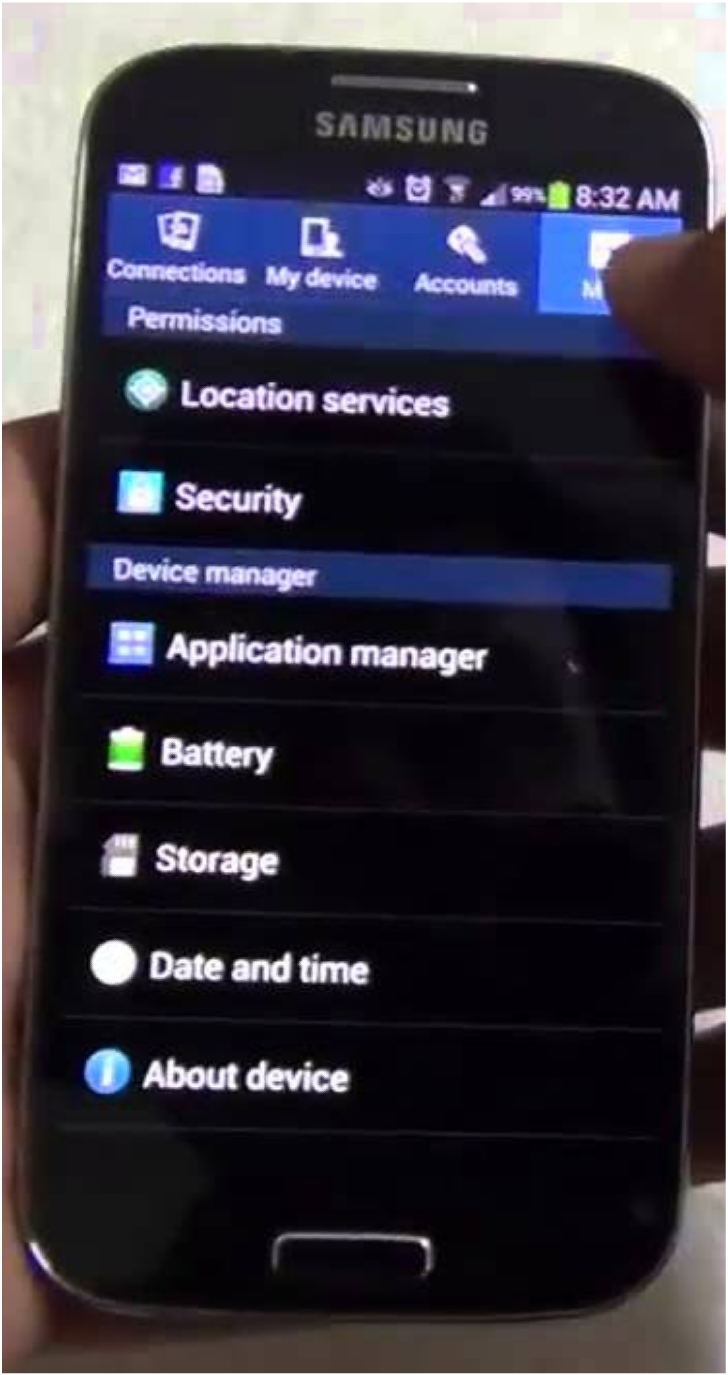 SAMSUNG
99% 8:32 AM
Connections My device Accounts
Permissions
Location services
Security
Device manager
Application manager
Battery
Storage
Date and time
About device